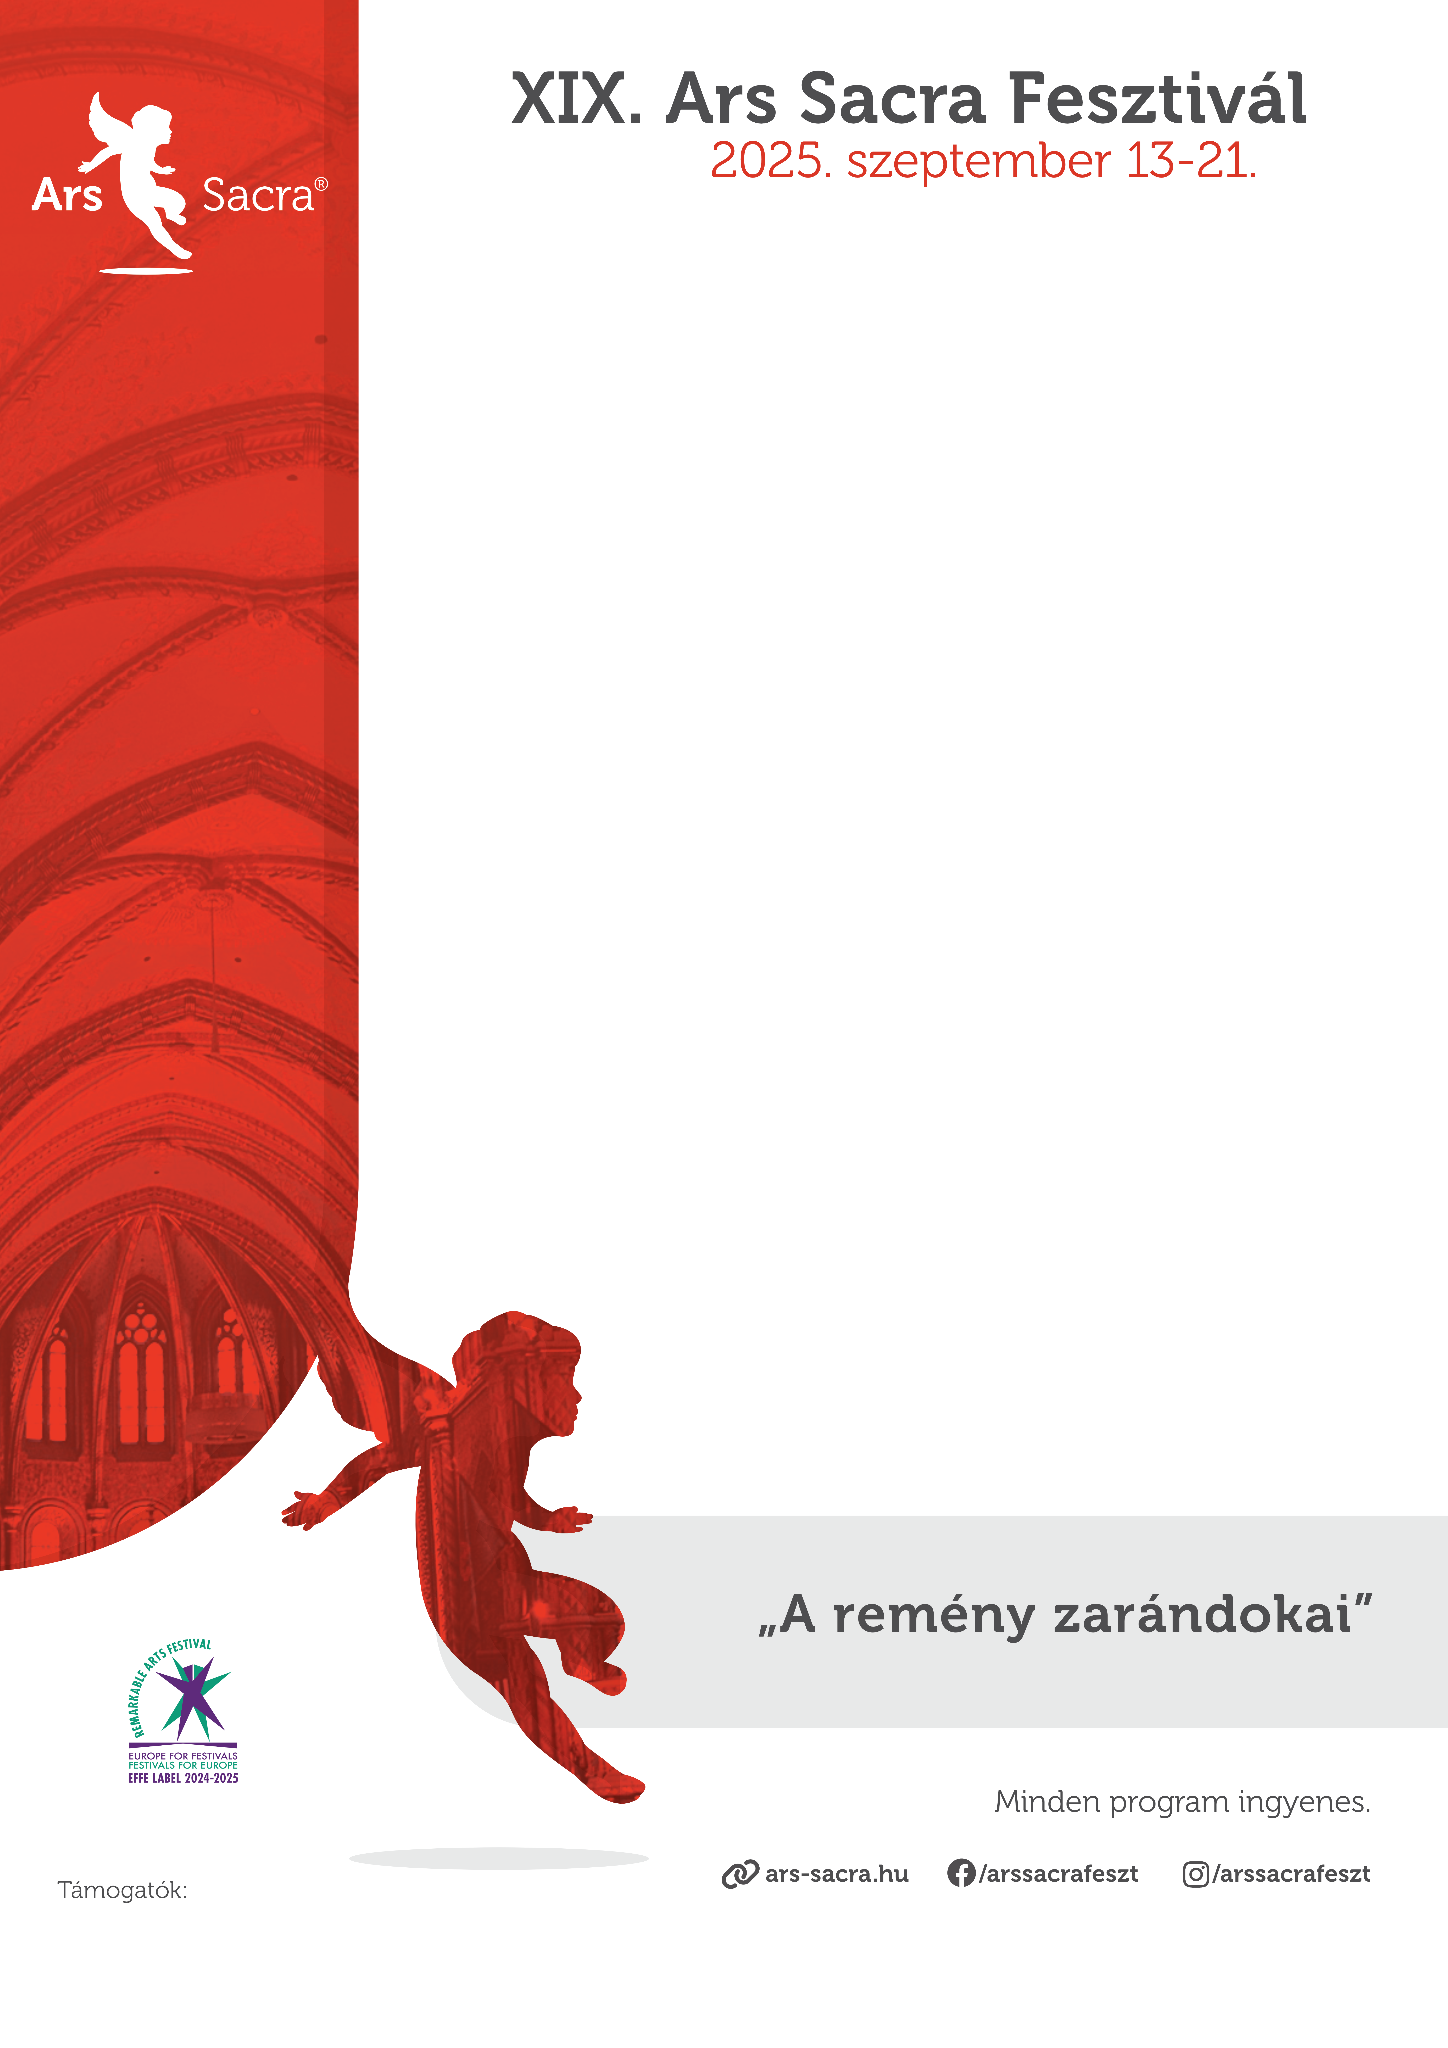 XIX. Ars Sacra Fesztivál
2025. szeptember 13-21.
Ars Sacra®
„A remény zarándokai”
REMARKABLE ARTS FESTIVAL
EUROPE FOR FESTIVALS
FESTIVALS FOR EUROPE
EFFE LABEL 2024-2025
Minden program ingyenes.
ars-sacra.hu /arssacrafeszt /arssacrafeszt
Támogatók: